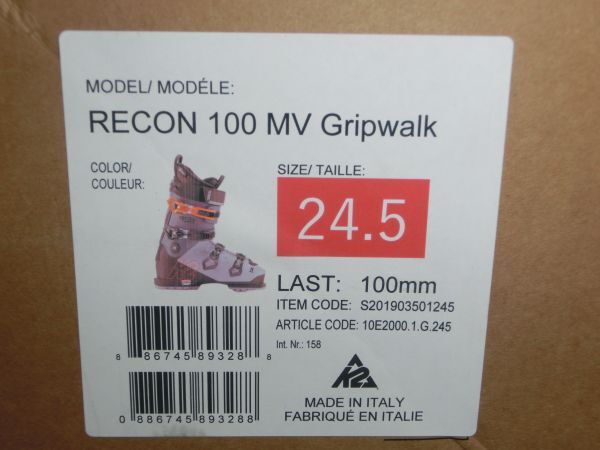 MODEL/ MODÉLE:
RECON 100 MV Gripwalk
COLOR/
COULEUR:
SIZE/ TAILLE:
24.5
LAST: 100mm
ITEM CODE: S201903501245
ARTICLE CODE: 10E2000.1.G.245
Int. Nr.: 158
8 86745 89328 8
0 886745 893288
K2
MADE IN ITALY
FABRIQUÉ EN ITALIE